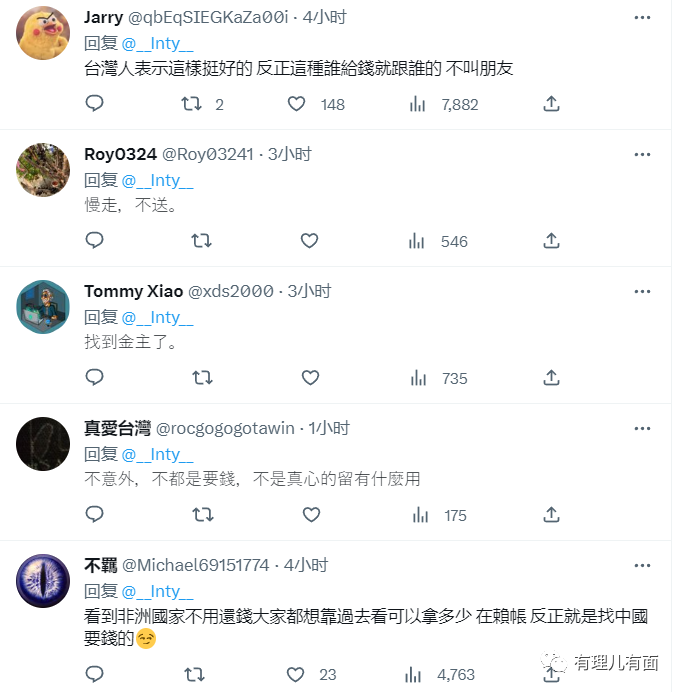 Jarry @qbEqSIEGKaZa00i · 4小时
回复 @__Inty__
台灣人表示這樣挺好的 反正這種誰給錢就跟誰的 不叫朋友
2 148 7,882
Roy0324 @Roy03241 · 3小时
回复 @__Inty__
慢走，不送。
546
Tommy Xiao @xds2000 · 3小时
回复 @__Inty__
找到金主了。
735
真愛台灣 @rocgogogotawin · 1小时
回复 @__Inty__
不意外，不都是要錢，不是真心的留有什麼用
175
不羈 @Michael69151774 · 4小时
回复 @__Inty__
看到非洲國家不用還錢大家都想靠過去看可以拿多少 在賴帳 反正就是找中國
要錢的😏
23 4,763
有理儿有面